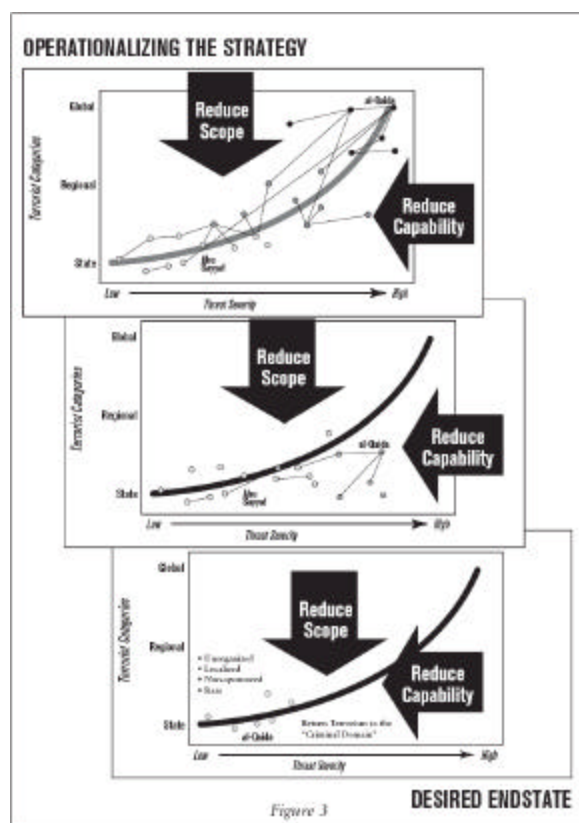 OPERATIONALIZING THE STRATEGY
Reduce
Scope
Global
al-Qaida
Terrorist Categories
Regional
Reduce
Capability
State
Abu
Sayyaf
Low
High
Threat Severity
Reduce
Scope
Global
Terrorist Categories
Regional
al-Qaida
Reduce
Capability
State
Abu
Sayyaf
Low
High
Threat Severity
Reduce
Scope
Global
Terrorist Categories
Regional
• Unorganized
• Localized
• Non-sponsored
• Rare
Reduce
Capability
State
al-Qaida
Return Terrorism to the
"Criminal Domain"
Low
High
Threat Severity
Figure 3
DESIRED ENDSTATE